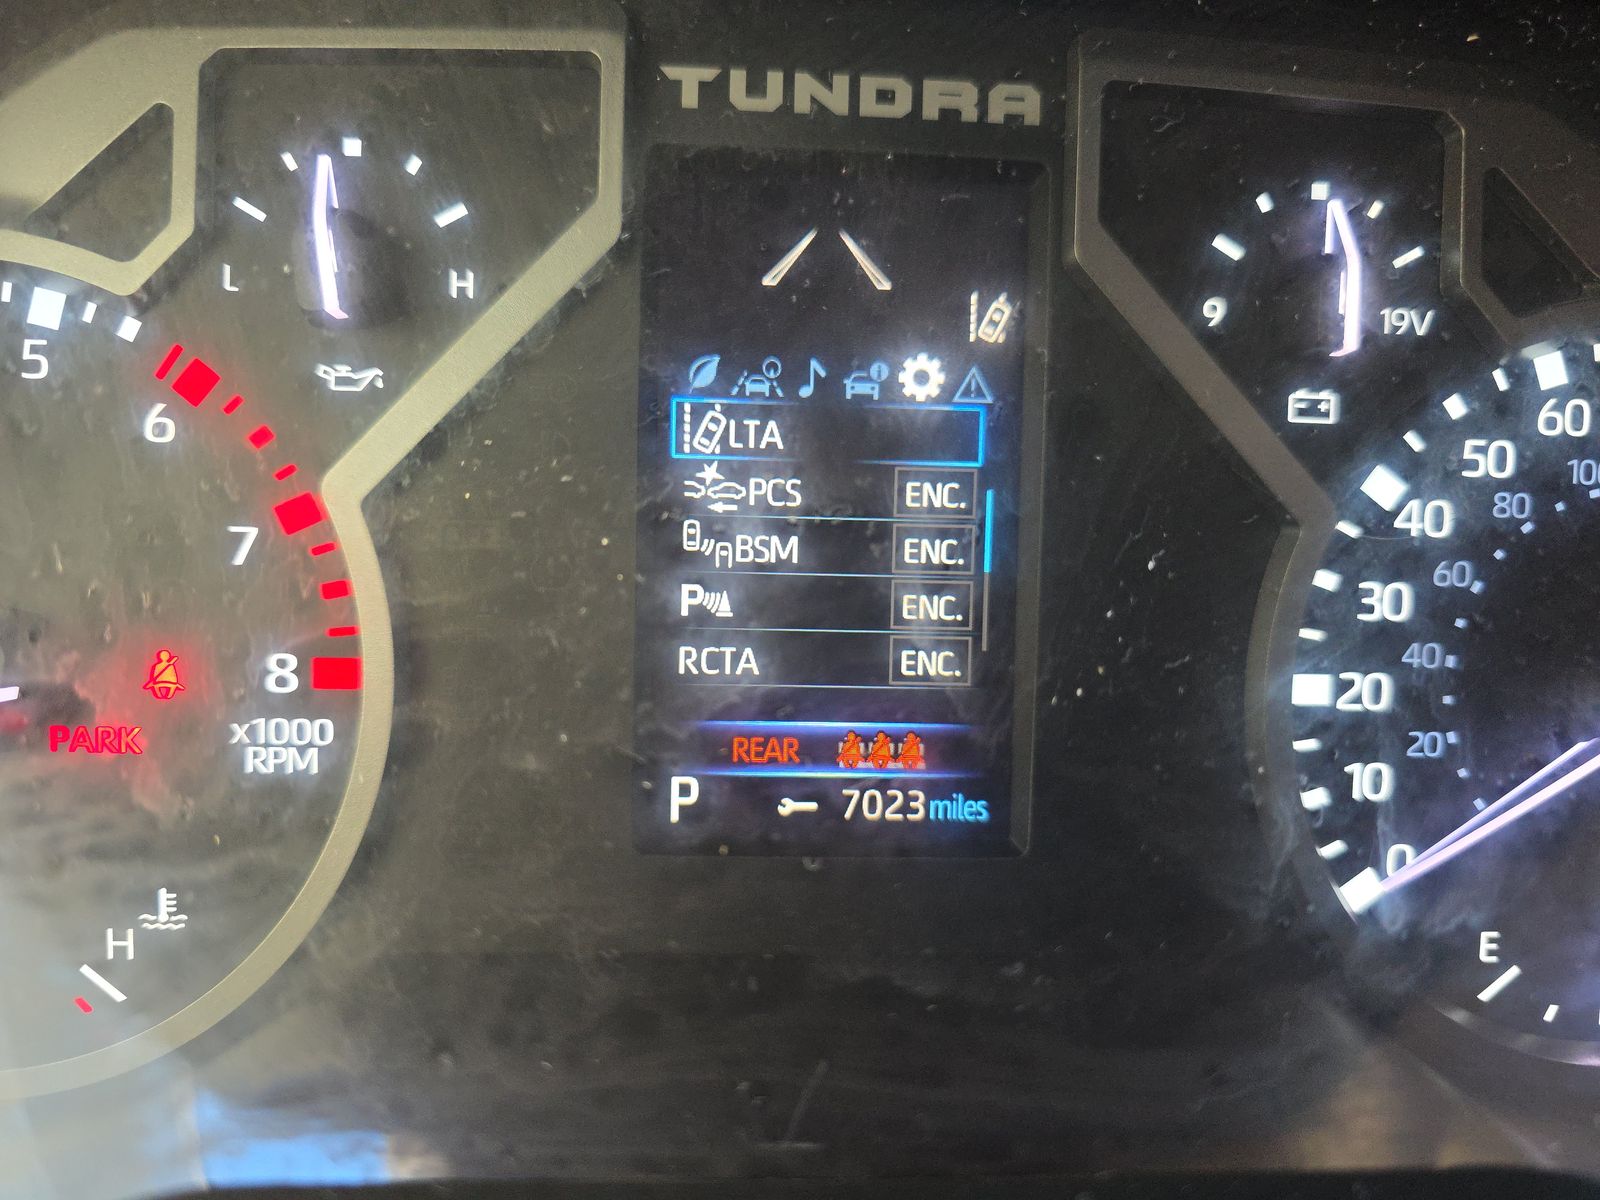 TUNDRA
L H
9 19V
5
6
7
8
x1000
RPM
PARK
H
LTA
PCS ENC.
BSM ENC.
P ENC.
RCTA ENC.
REAR
P 7023 miles
60
50
40
30
20
10
0
100
80
60
40
20
E